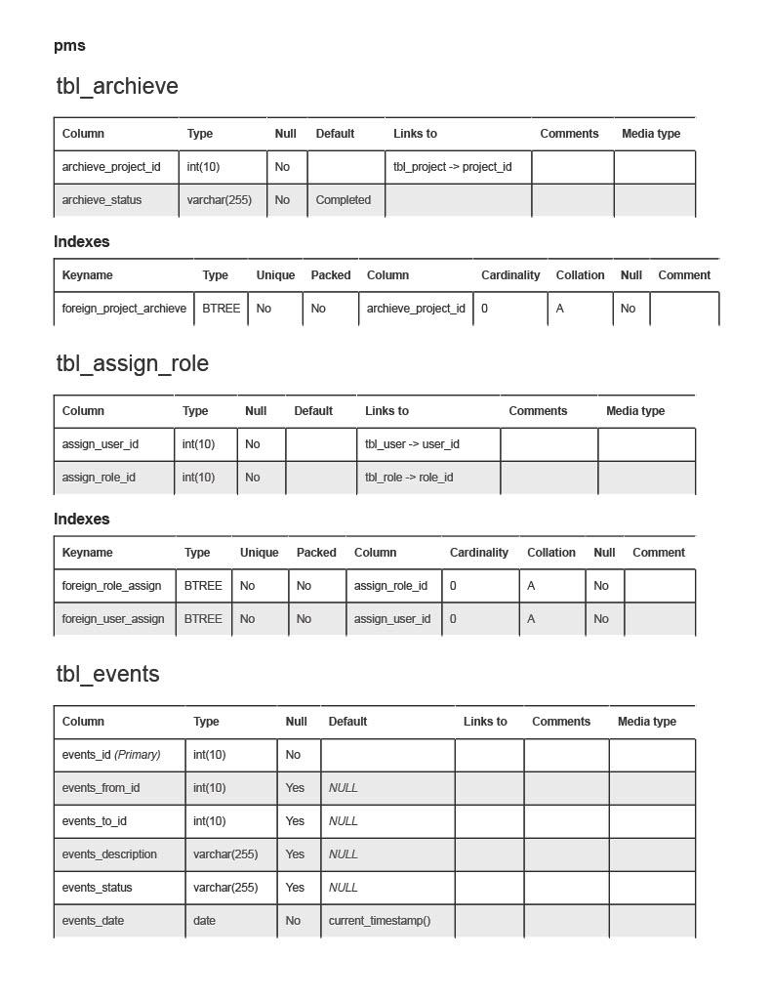 pms
tbl_archieve
Column Type Null Default Links to Comments Media type
archieve_project_id int(10) No tbl_project -> project_id
archieve_status varchar(255) No Completed
Indexes
Keyname Type Unique Packed Column Cardinality Collation Null Comment
foreign_project_archieve BTREE No No archieve_project_id 0 A No
tbl_assign_role
Column Type Null Default Links to Comments Media type
assign_user_id int(10) No tbl_user -> user_id
assign_role_id int(10) No tbl_role -> role_id
Indexes
Keyname Type Unique Packed Column Cardinality Collation Null Comment
foreign_role_assign BTREE No No assign_role_id 0 A No
foreign_user_assign BTREE No No assign_user_id 0 A No
tbl_events
Column Type Null Default Links to Comments Media type
events_id (Primary) int(10) No
events_from_id int(10) Yes NULL
events_to_id int(10) Yes NULL
events_description varchar(255) Yes NULL
events_status varchar(255) Yes NULL
events_date date No current_timestamp()